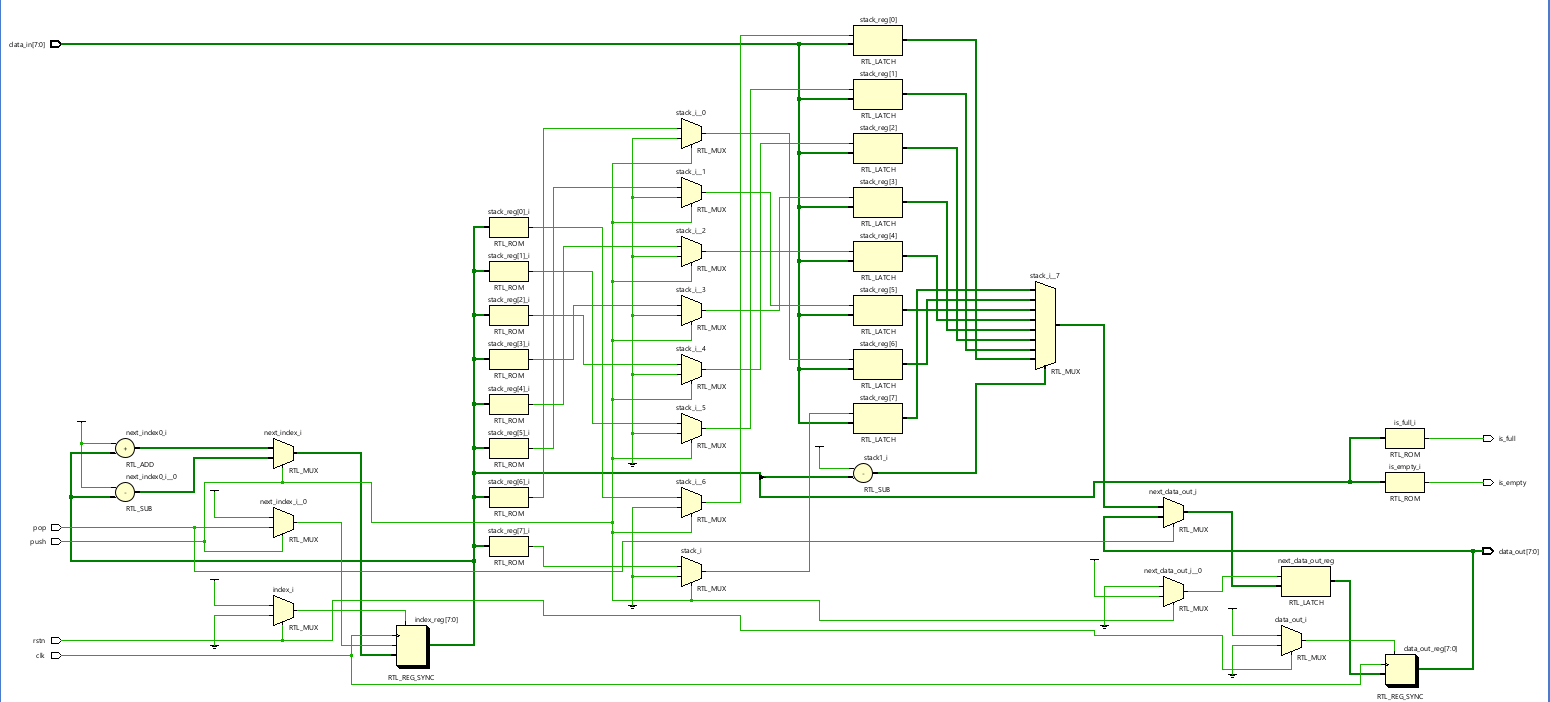 stack_reg[0]
data_in[7:0]
RTL_LATCH
stack_reg[1]
RTL_LATCH
stack_i__0
stack_reg[2]
RTL_MUX
RTL_LATCH
stack_i__1
stack_reg[3]
RTL_MUX
RTL_LATCH
stack_reg[0]_i
stack_i__2
stack_reg[4]
RTL_ROM
RTL_MUX
RTL_LATCH
stack_reg[1]_i
RTL_ROM
stack_i__3
stack_reg[5]
stack_i__7
stack_reg[2]_i
RTL_MUX
RTL_LATCH
RTL_ROM
stack_reg[3]_i
stack_i__4
stack_reg[6]
RTL_ROM
RTL_MUX
RTL_LATCH
RTL_MUX
stack_reg[4]_i
RTL_ROM
stack_i__5
stack_reg[7]
RTL_MUX
RTL_LATCH
next_index0_i
+
RTL_ADD
next_index_i
RTL_MUX
stack_reg[5]_i
RTL_ROM
is_full_i
is_full
RTL_ROM
next_index0_i__0
-
RTL_SUB
stack1_i
-
RTL_SUB
is_empty_i
is_empty
RTL_ROM
stack_reg[6]_i
RTL_ROM
stack_i__6
RTL_MUX
next_data_out_i
RTL_MUX
next_index_i__0
RTL_MUX
pop
push
stack_reg[7]_i
RTL_ROM
stack_i
RTL_MUX
data_out[7:0]
next_data_out_i__0
RTL_MUX
next_data_out_reg
RTL_LATCH
index_i
RTL_MUX
rstn
clk
index_reg[7:0]
RTL_REG_SYNC
data_out_i
RTL_MUX
data_out_reg[7:0]
RTL_REG_SYNC